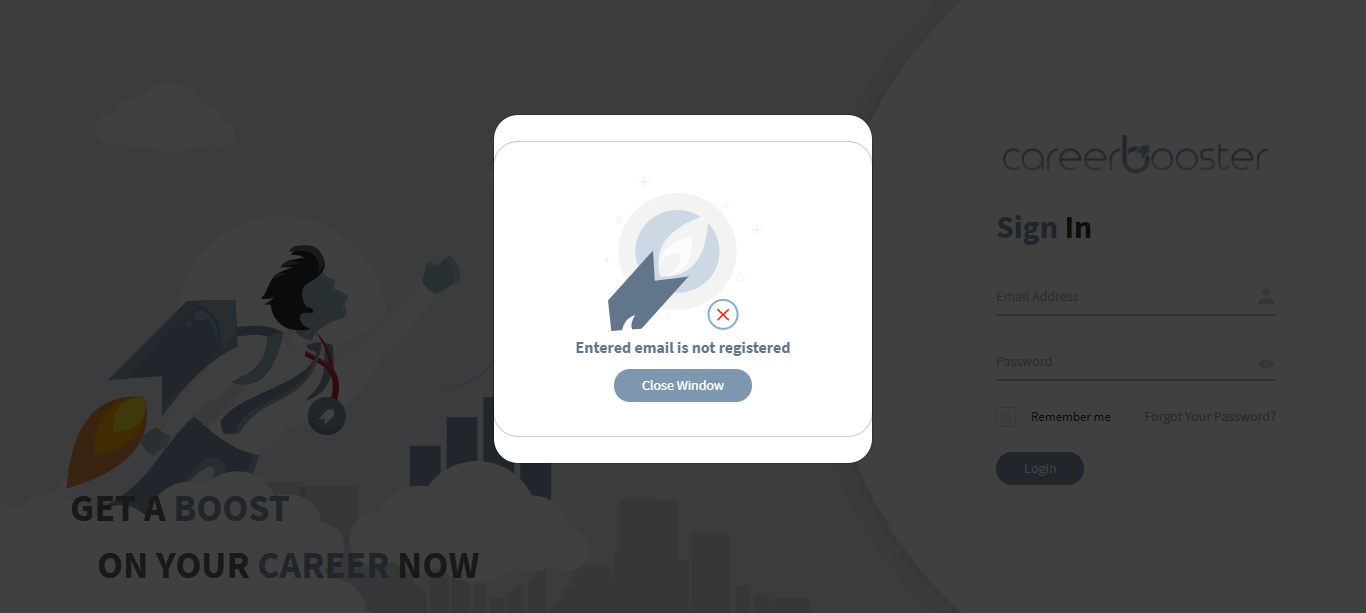 careerbooster
Sign In
Email Address
Password
Remember me
Forgot Your Password?
Login
Entered email is not registered
Close Window
GET A BOOST
ON YOUR CAREER NOW